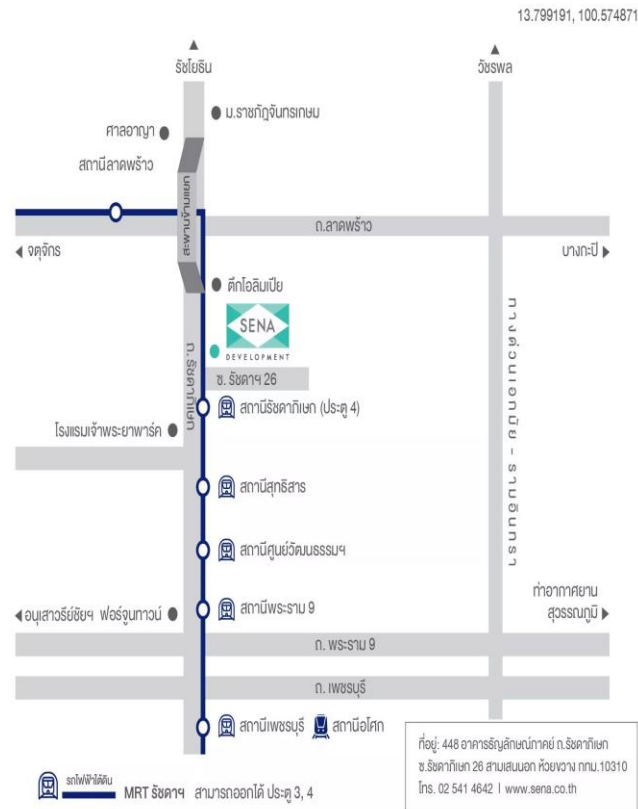 13.799191, 100.574871
รัชโยธิน
วัชรพล
ม.ราชภัฏจันทรเกษม
ศาลอาญา
สถานีลาดพร้าว
สะพานข้ามแยก
ถ.ลาดพร้าว
จตุจักร
บางกะปิ
ตึกโอลิมเปีย
SENA
DEVELOPMENT
ถ. รัชดาภิเษก
ซ. รัชดาฯ 26
ทางด่วนเอกมัย - รามอินทรา
สถานีรัชดาภิเษก (ประตู 4)
โรงแรมเจ้าพระยาพาร์ค
สถานีสุทธิสาร
สถานีศูนย์วัฒนธรรมฯ
ท่าอากาศยาน
สุวรรณภูมิ
อนุเสาวรีย์ชัยฯ ฟอร์จูนทาวน์
สถานีพระราม 9
ถ. พระราม 9
ถ. เพชรบุรี
สถานีเพชรบุรี สถานีอโศก
ที่อยู่: 448 อาคารธัญลักษณ์ภาคย์ ถ.รัชดาภิเษก
ซ.รัชดาภิเษก 26 สามเสนนอก ห้วยขวาง กทม.10310
โทร. 02 541 4642 | www.sena.co.th
รถไฟฟ้าใต้ดิน
MRT รัชดาฯ สามารถออกได้ ประตู 3, 4